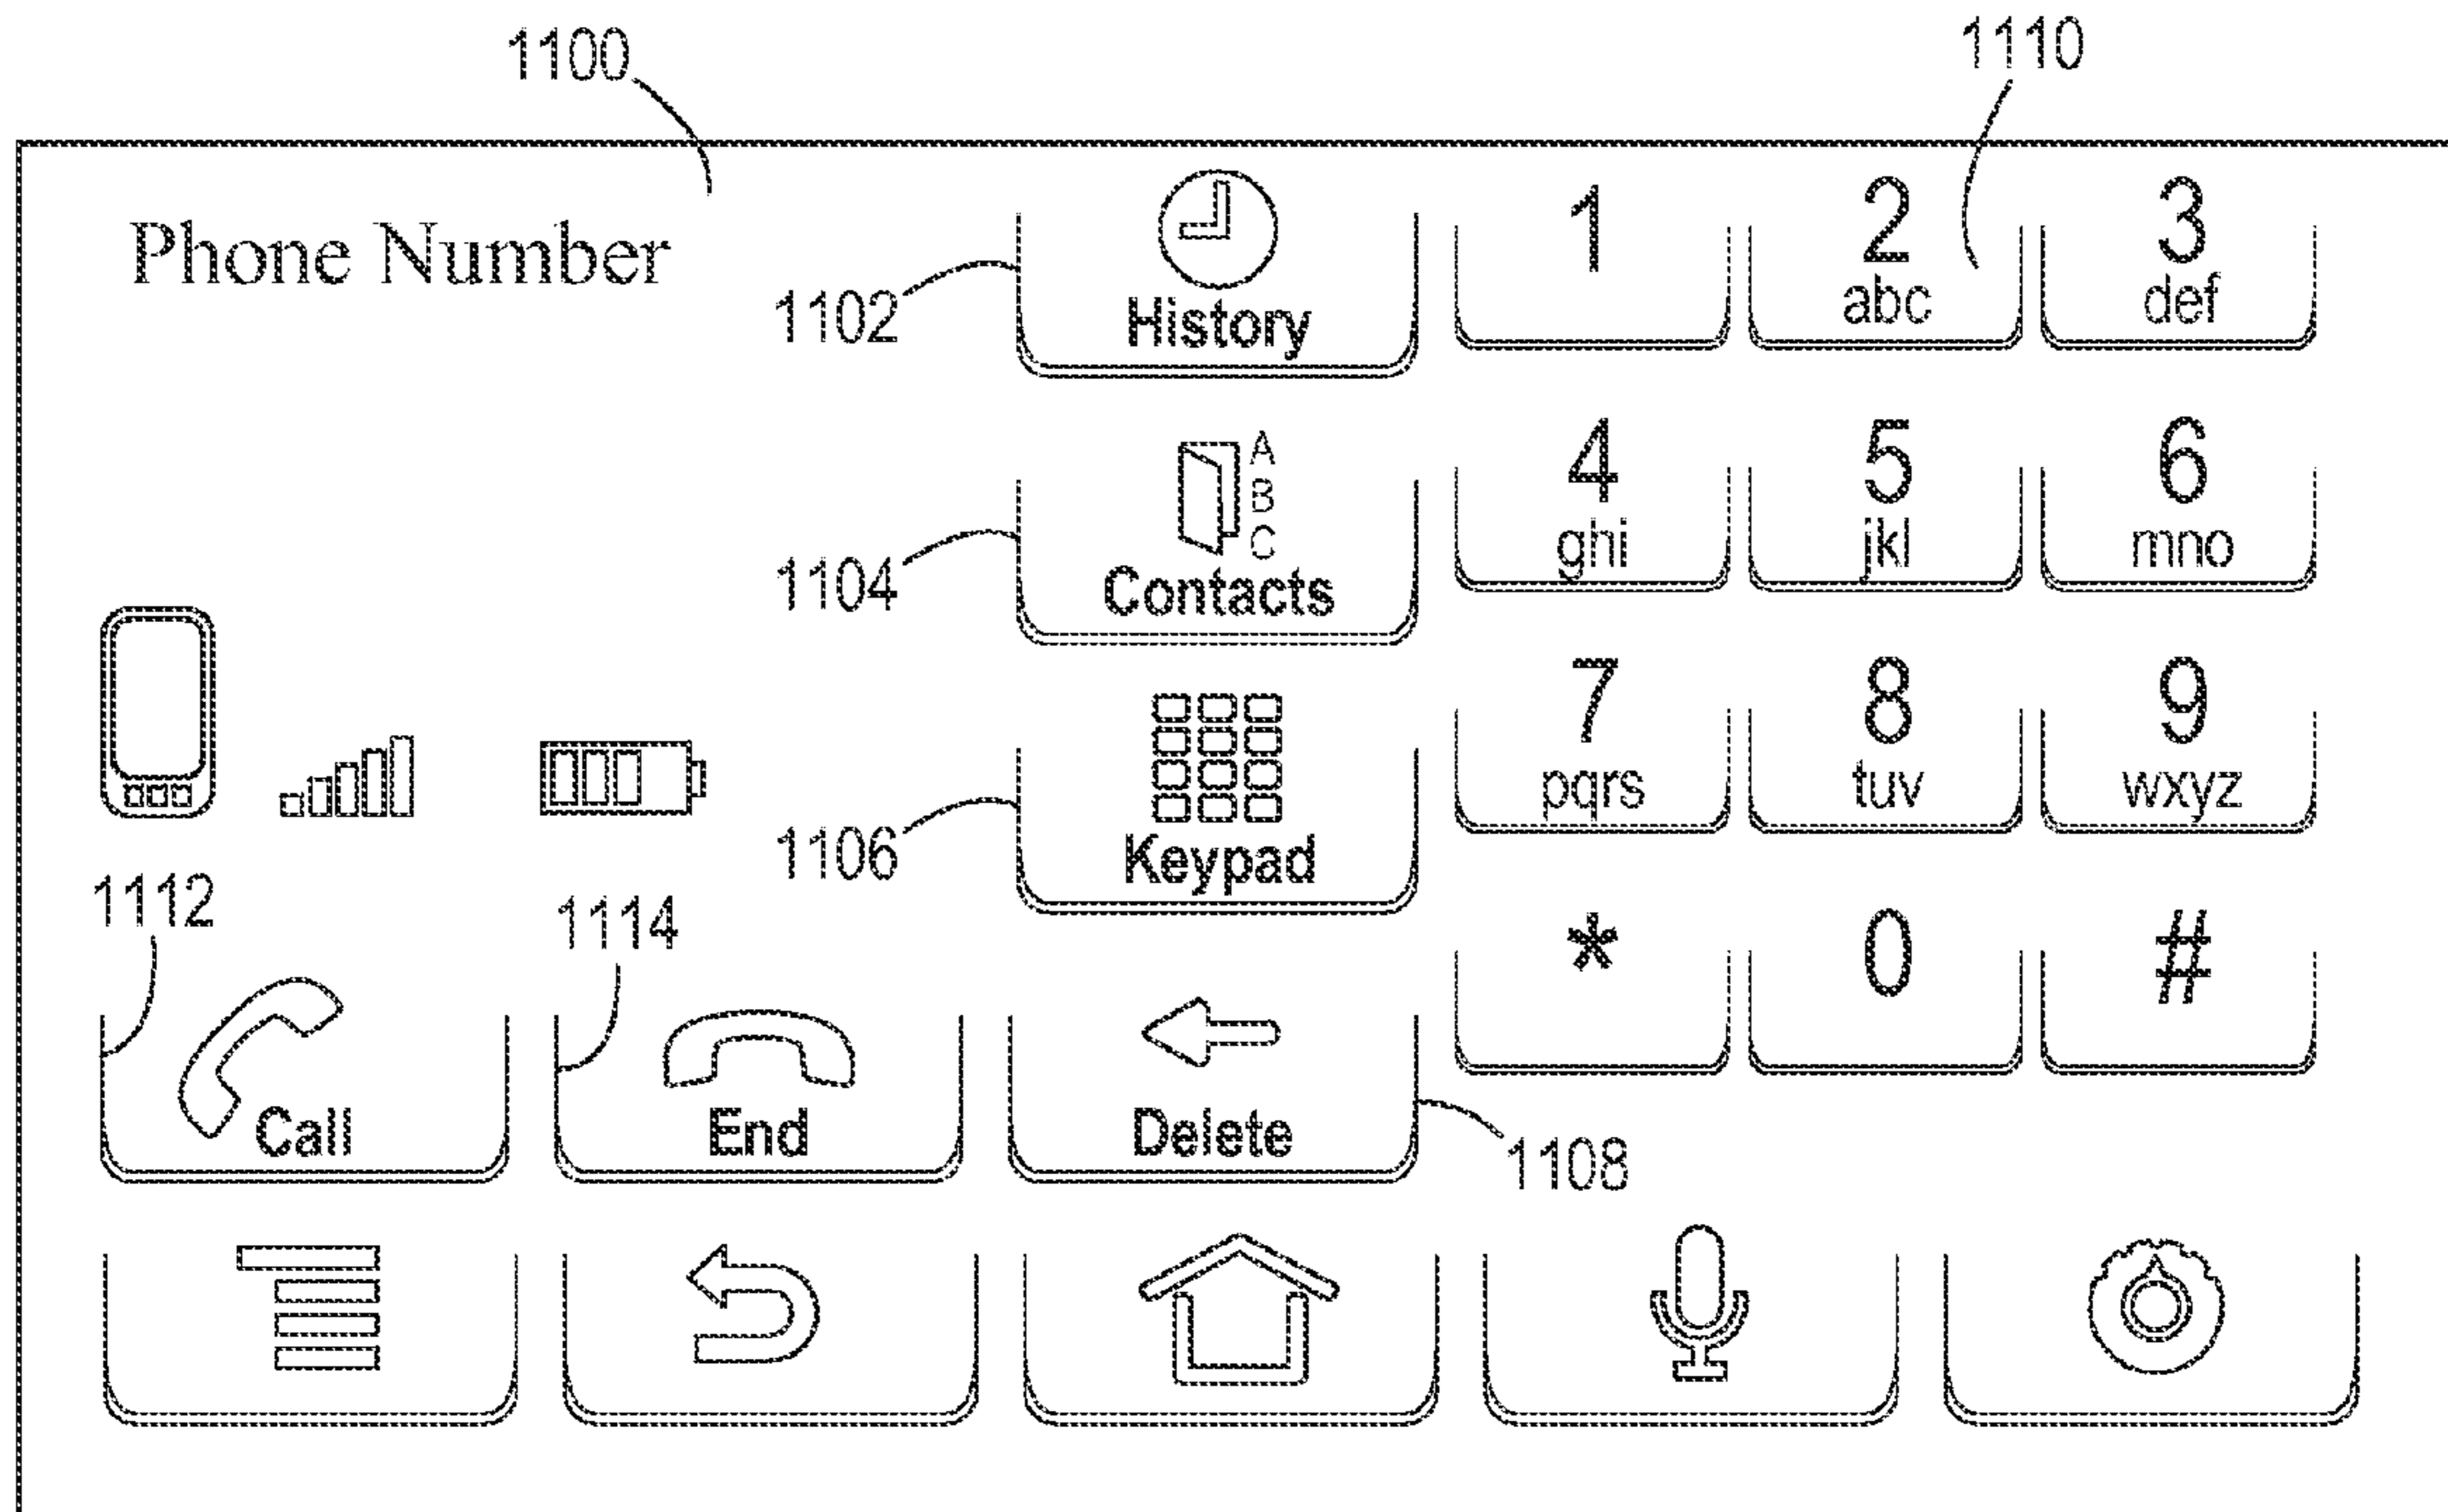 1100
1110
Phone Number
1102
History
1
2
abc
3
def
1104
A
B
C
Contacts
4
ghi
5
jkl
6
mno
1106
Keypad
7
pqrs
8
tuv
9
wxyz
1112
Call
1114
End
Delete
1108
*
0
#